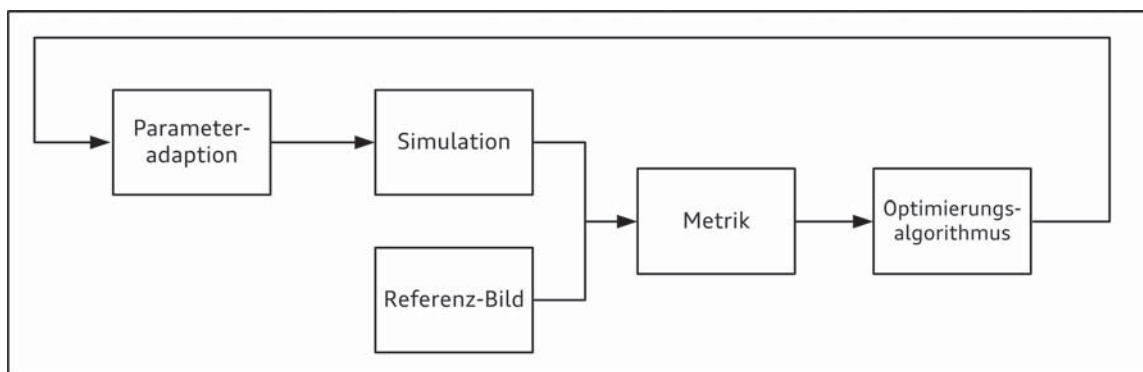 Parameter-
adaption
Simulation
Referenz-Bild
Metrik
Optimierungs-
algorithmus